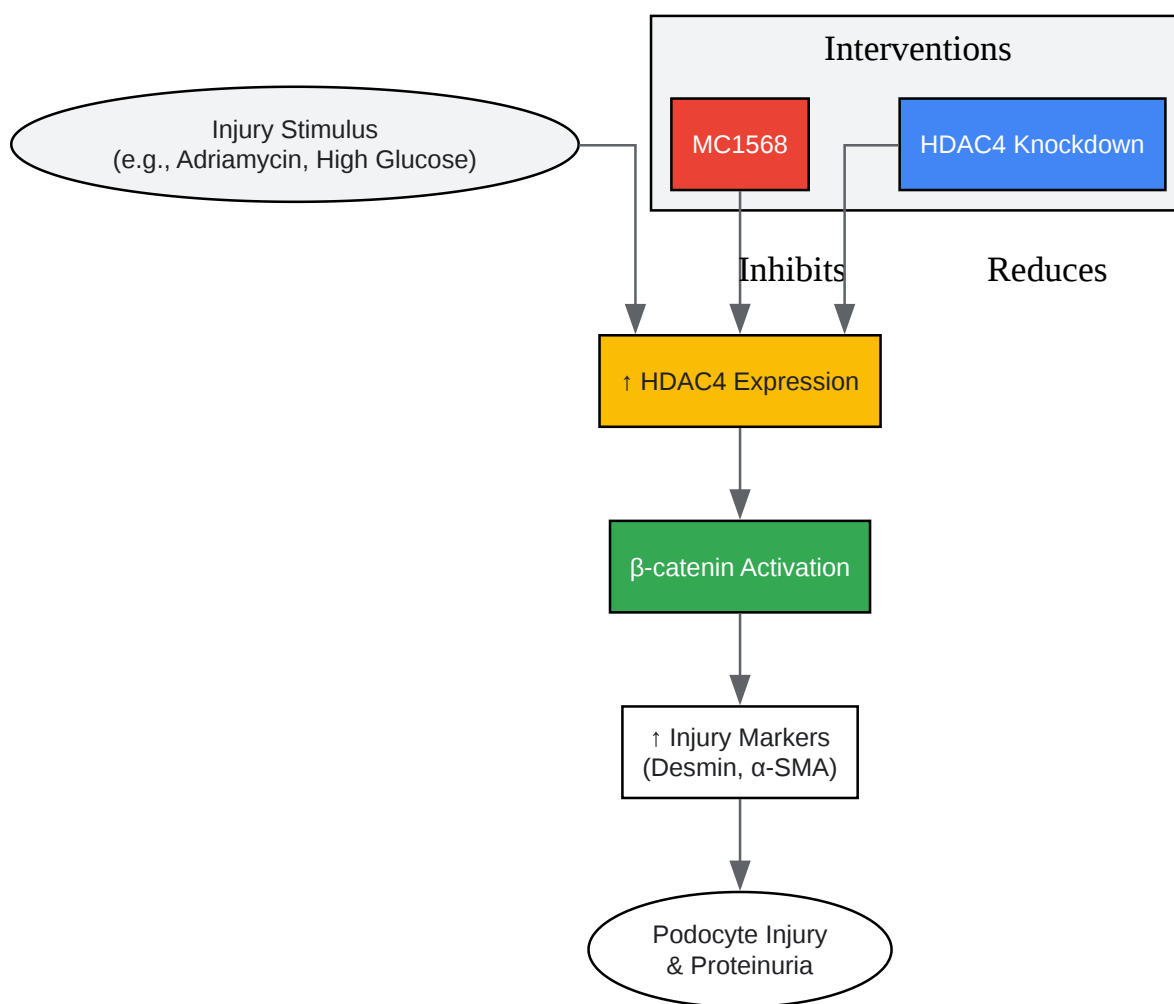 Interventions
Injury Stimulus
(e.g., Adriamycin, High Glucose)
MC1568
HDAC4 Knockdown
Inhibits
Reduces
↑ HDAC4 Expression
β-catenin Activation
↑ Injury Markers
(Desmin, α-SMA)
Podocyte Injury
& Proteinuria